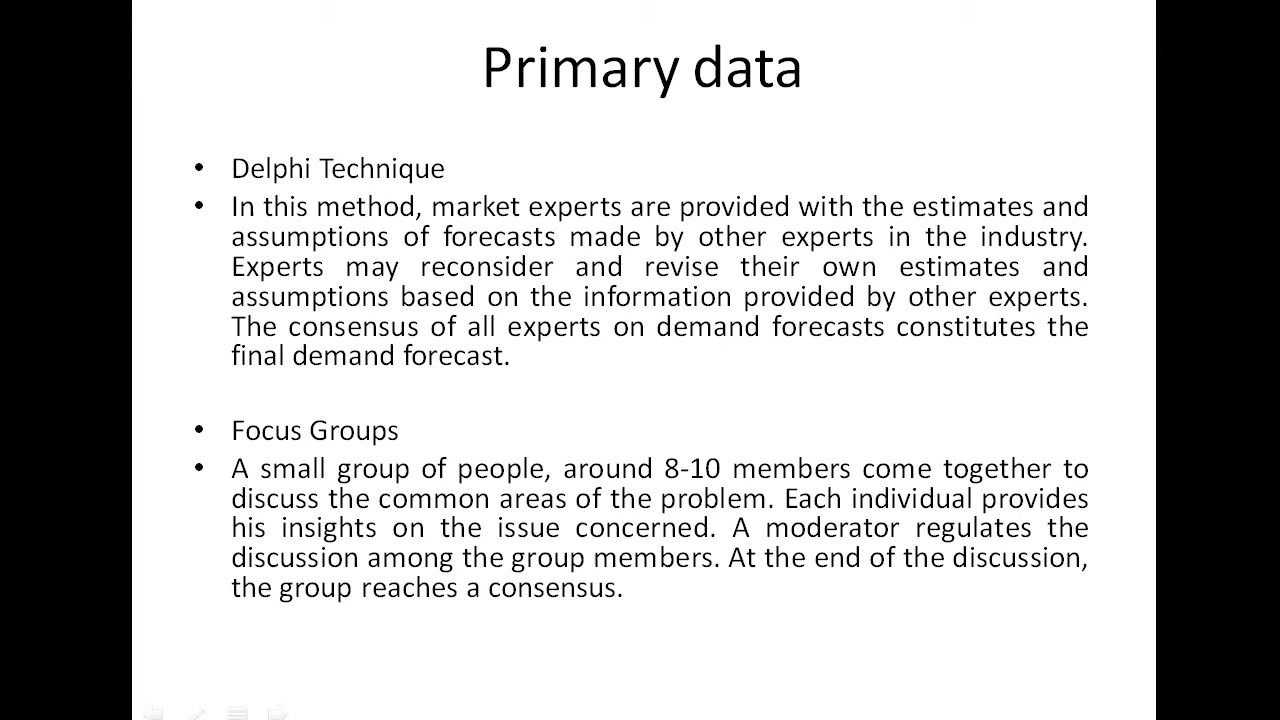 Primary data
• Delphi Technique
• In this method, market experts are provided with the estimates and
assumptions of forecasts made by other experts in the industry.
Experts may reconsider and revise their own estimates and
assumptions based on the information provided by other experts.
The consensus of all experts on demand forecasts constitutes the
final demand forecast.
• Focus Groups
• A small group of people, around 8-10 members come together to
discuss the common areas of the problem. Each individual provides
his insights on the issue concerned. A moderator regulates the
discussion among the group members. At the end of the discussion,
the group reaches a consensus.